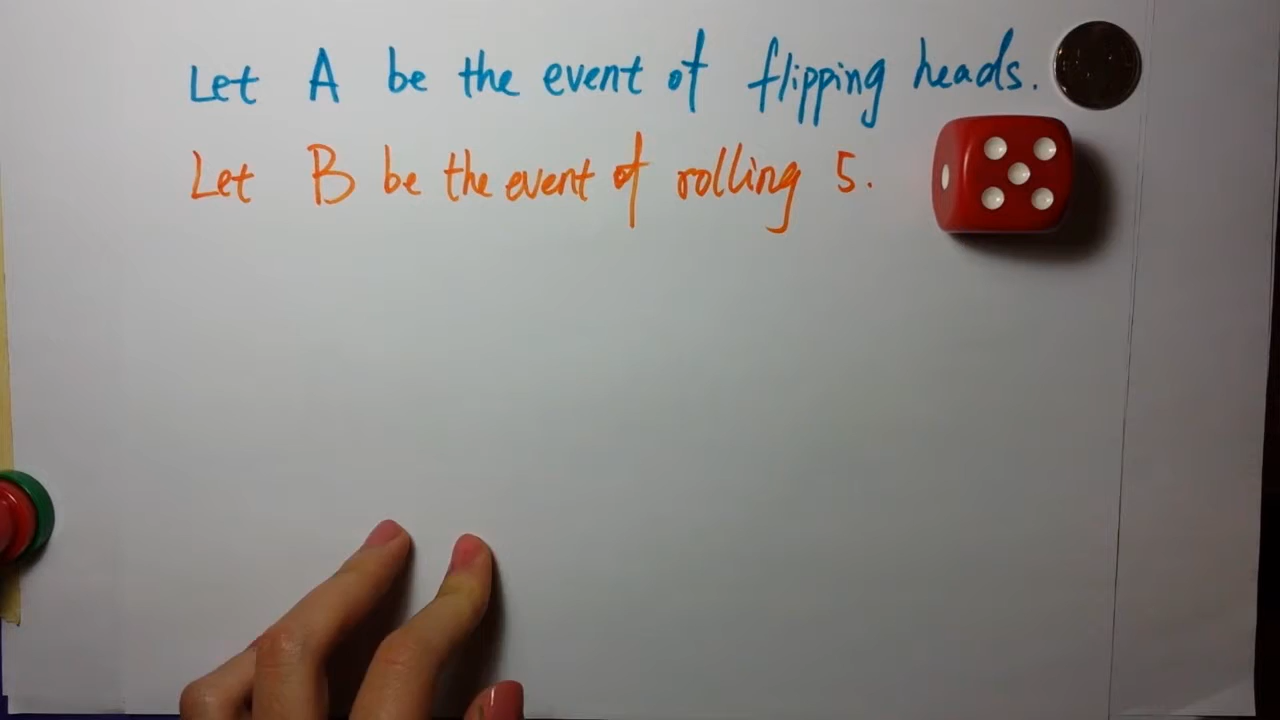 Let A be the event of flipping heads.
Let B be the event of rolling 5.